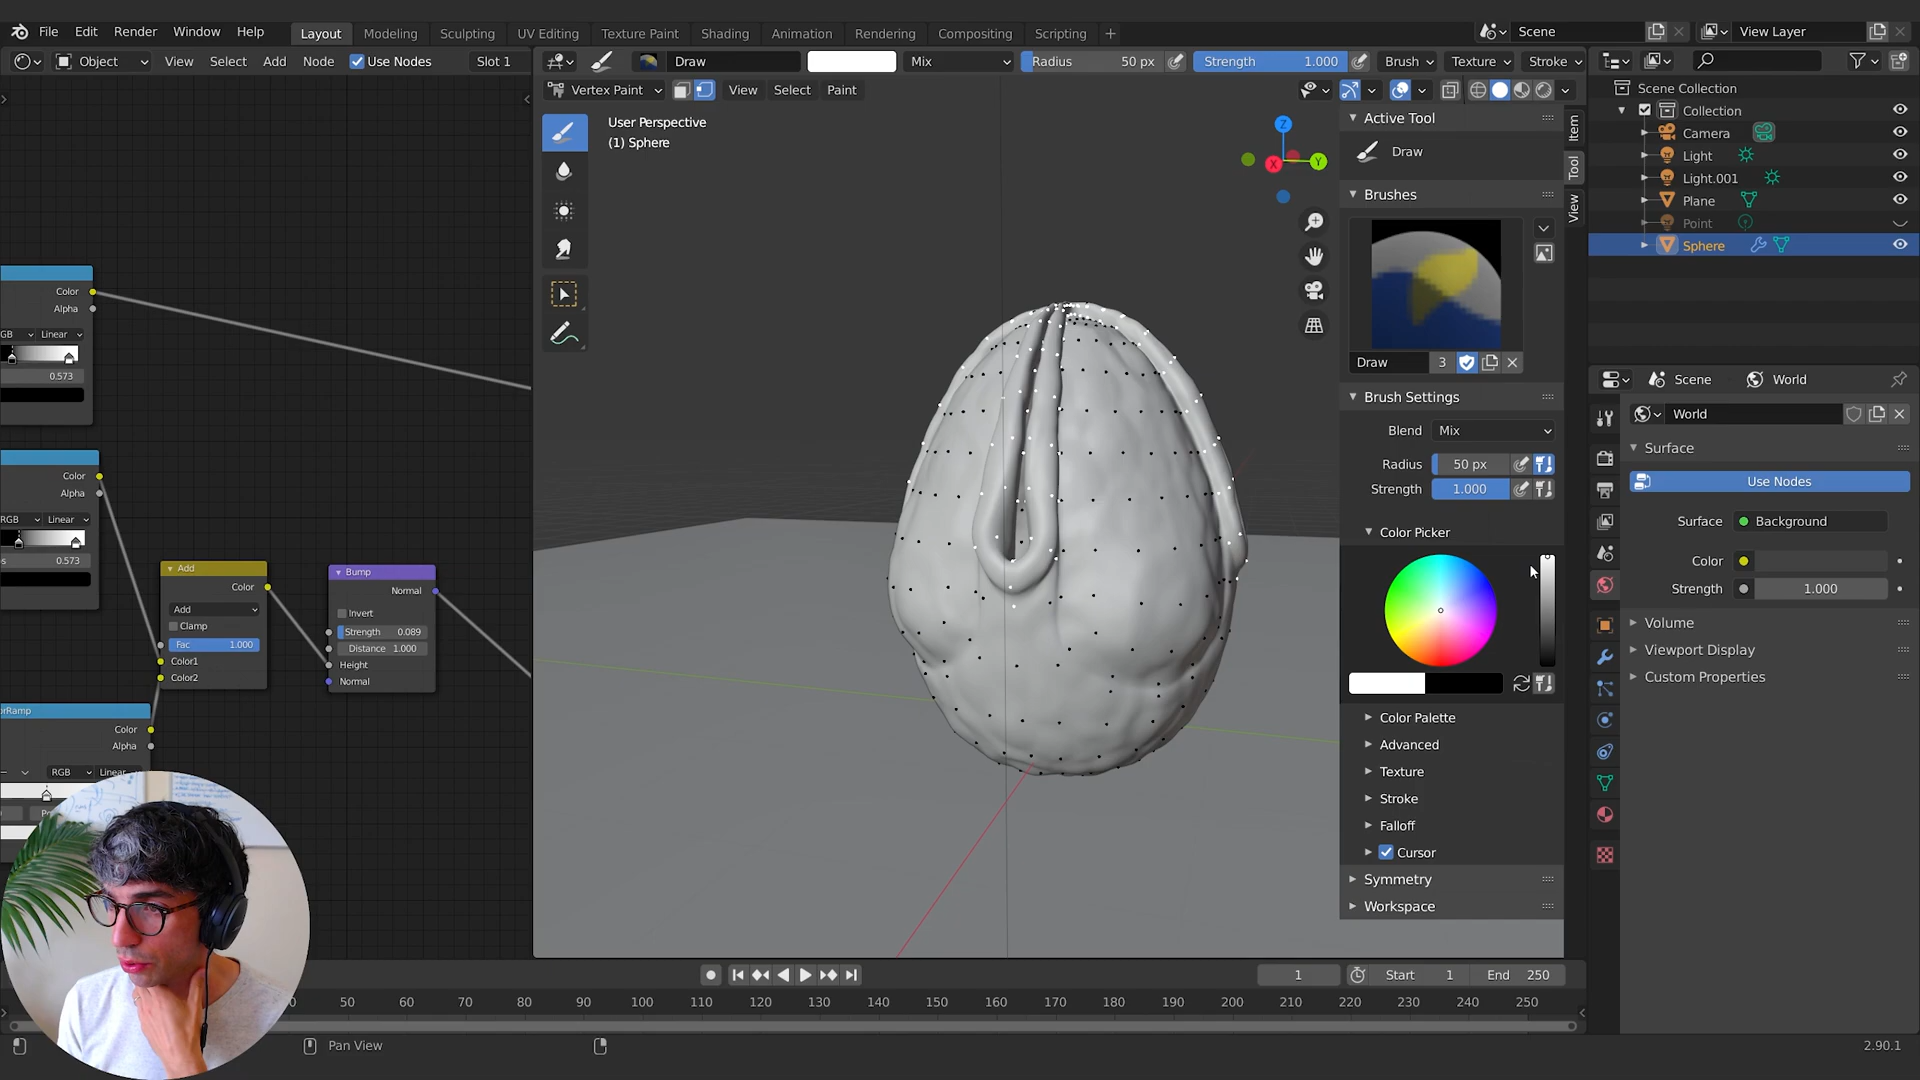 File Edit Render Window Help Layout Modeling Sculpting UV Editing Texture Paint Shading Animation Rendering Compositing Scripting Scene View Layer
Object View Select Add Node Use Nodes Slot 1 Draw Mix Radius 50 px Strength 1.000 Brush Texture Stroke
Vertex Paint View Select Paint
User Perspective
(1) Sphere
Z
X
Y
Active Tool
Draw
Brushes
Draw 3
Brush Settings
Blend Mix
Radius 50 px
Strength 1.000
Color Picker
Color Palette
Advanced
Texture
Stroke
Falloff
Cursor
Symmetry
Workspace
Item
Tool
View
Scene Collection
Collection
Camera
Light
Light.001
Plane
Point
Sphere
Scene World
World
Surface
Use Nodes
Surface Background
Color
Strength 1.000
Volume
Viewport Display
Custom Properties
Color
Alpha
GB Linear
0.573
Color
Alpha
RGB Linear
s 0.573
Add
Color
Add
Clamp
Fac 1.000
Color1
Color2
Bump
Normal
Invert
Strength 0.089
Distance 1.000
Height
Normal
orRamp
Color
Alpha
RGB Linear
1 Start 1 End 250
50 60 70 80 90 100 110 120 130 140 150 160 170 180 190 200 210 220 230 240 250
Pan View
2.90.1